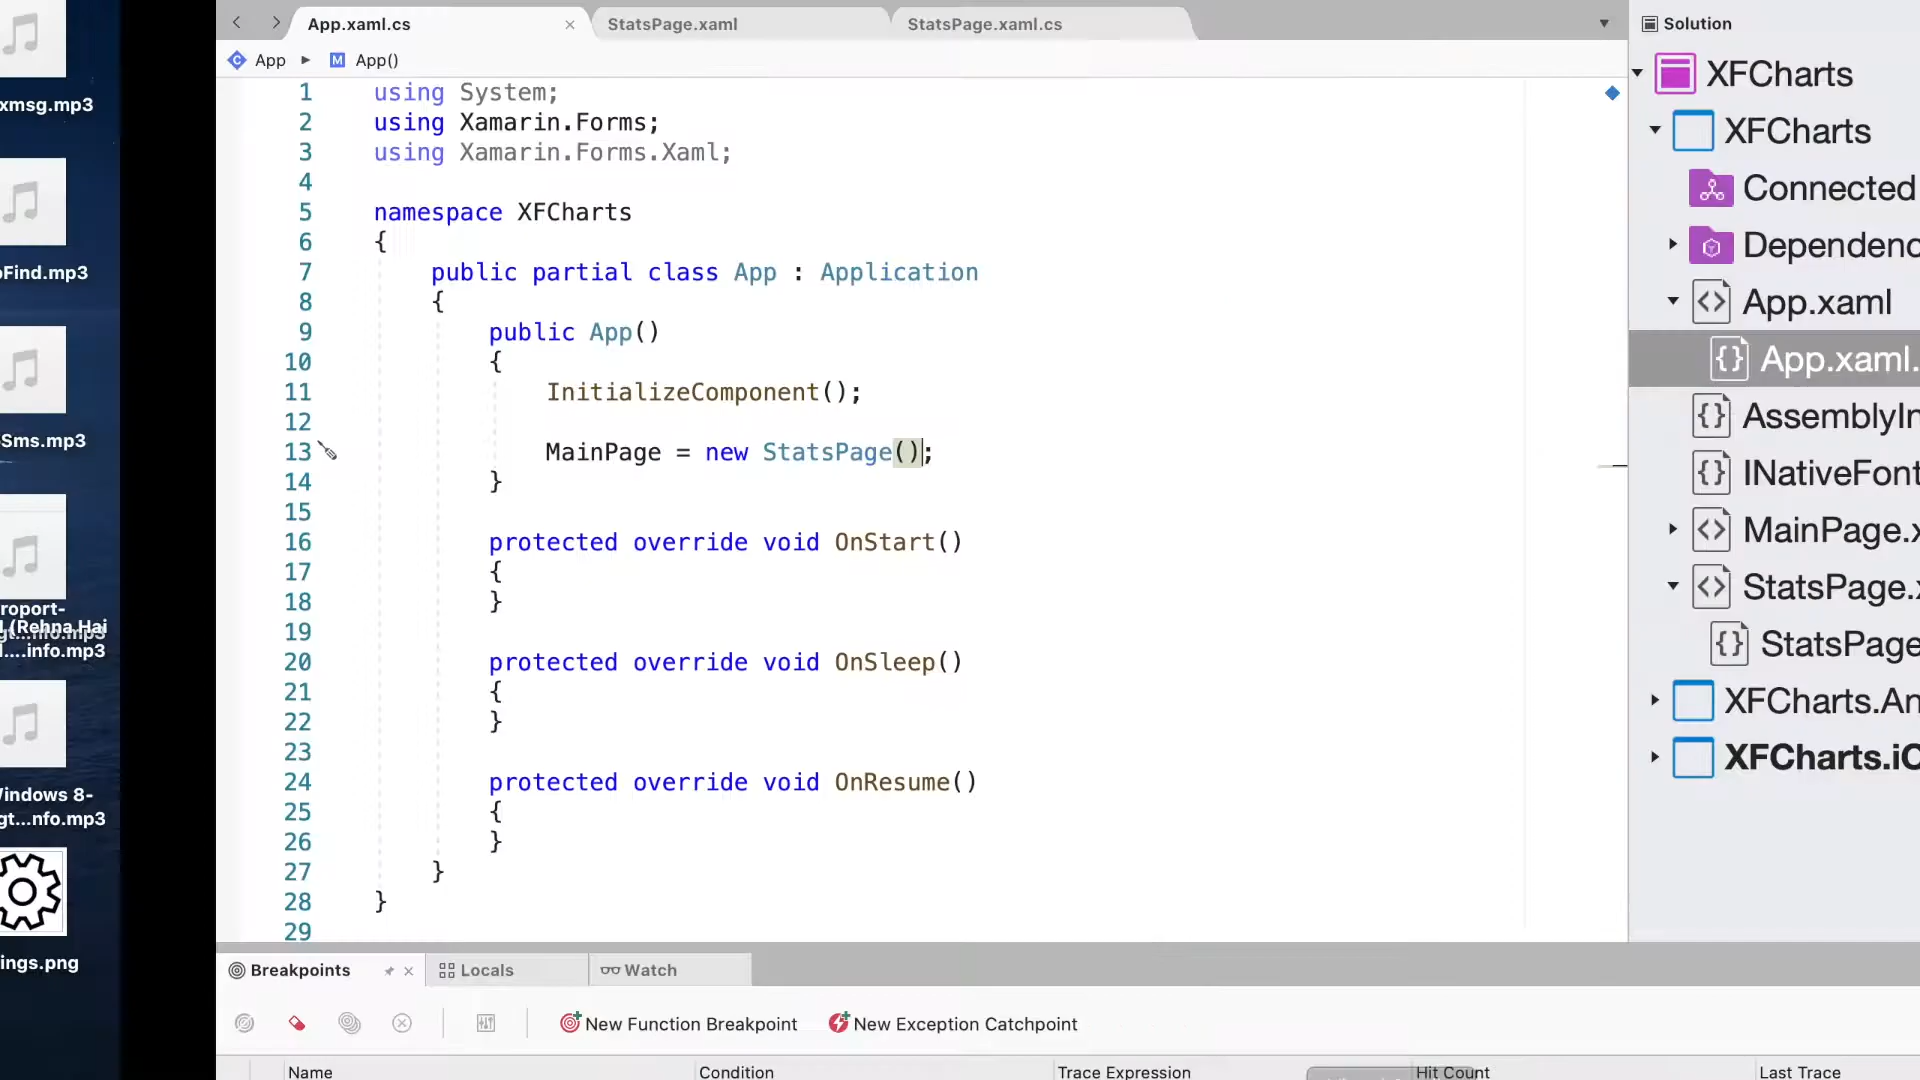 xmsg.mp3
Find.mp3
Sms.mp3
roport-
(Rehna Hai
...info.mp3
Windows 8-
gt...nfo.mp3
ings.png
App.xaml.cs
StatsPage.xaml
StatsPage.xaml.cs
App
M App()
1 using System;
2 using Xamarin.Forms;
3 using Xamarin.Forms.Xaml;
4
5 namespace XFCharts
6 {
7 public partial class App : Application
8 {
9 public App()
10 {
11 InitializeComponent();
12
13 MainPage = new StatsPage();
14 }
15
16 protected override void OnStart()
17 {
18 }
19
20 protected override void OnSleep()
21 {
22 }
23
24 protected override void OnResume()
25 {
26 }
27 }
28 }
29
Solution
XFCharts
XFCharts
Connected
Dependenc
App.xaml
App.xaml.
AssemblyIn
INativeFont
MainPage.x
StatsPage.x
StatsPage
XFCharts.An
XFCharts.iO
Breakpoints
Locals
Watch
New Function Breakpoint
New Exception Catchpoint
Name
Condition
Trace Expression
Hit Count
Last Trace